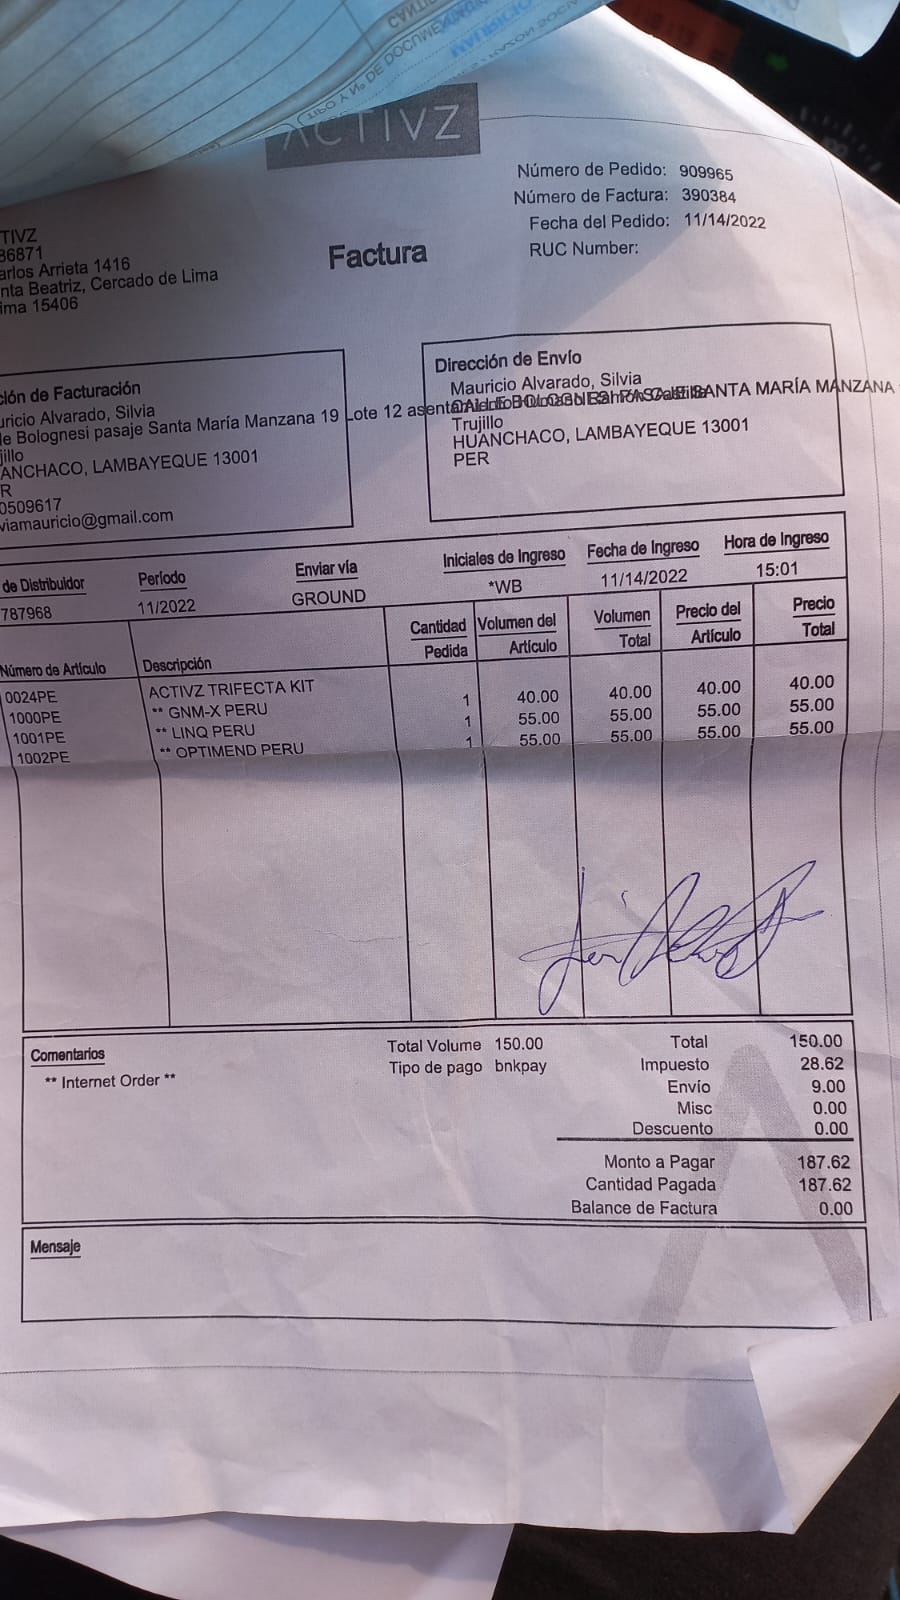 ACTIVZ
Número de Pedido: 909965
Número de Factura: 390384
Fecha del Pedido: 11/14/2022
RUC Number:
Factura
TIVZ
86871
arlos Arrieta 1416
nta Beatriz, Cercado de Lima
ima 15406
ción de Facturación
uricio Alvarado, Silvia
le Bolognesi pasaje Santa María Manzana 19 Lote 12
jillo
ANCHACO, LAMBAYEQUE 13001
R
0509617
viamauricio@gmail.com
Dirección de Envío
Mauricio Alvarado, Silvia
SANTA MARÍA MANZANA
Trujillo
HUANCHACO, LAMBAYEQUE 13001
PER
de Distribuidor Período Enviar vía Iniciales de Ingreso Fecha de Ingreso Hora de Ingreso
787968 11/2022 GROUND *WB 11/14/2022 15:01
Número de Artículo Descripción Cantidad Pedida Volumen del Artículo Volumen Total Precio del Artículo Precio Total
0024PE ACTIVZ TRIFECTA KIT
1000PE ** GNM-X PERU 1 40.00 40.00 40.00 40.00
1001PE ** LINQ PERU 1 55.00 55.00 55.00 55.00
1002PE ** OPTIMEND PERU 1 55.00 55.00 55.00 55.00
Comentarios
** Internet Order **
Total Volume 150.00
Tipo de pago bnkpay
Total 150.00
Impuesto 28.62
Envío 9.00
Misc 0.00
Descuento 0.00
Monto a Pagar 187.62
Cantidad Pagada 187.62
Balance de Factura 0.00
Mensaje